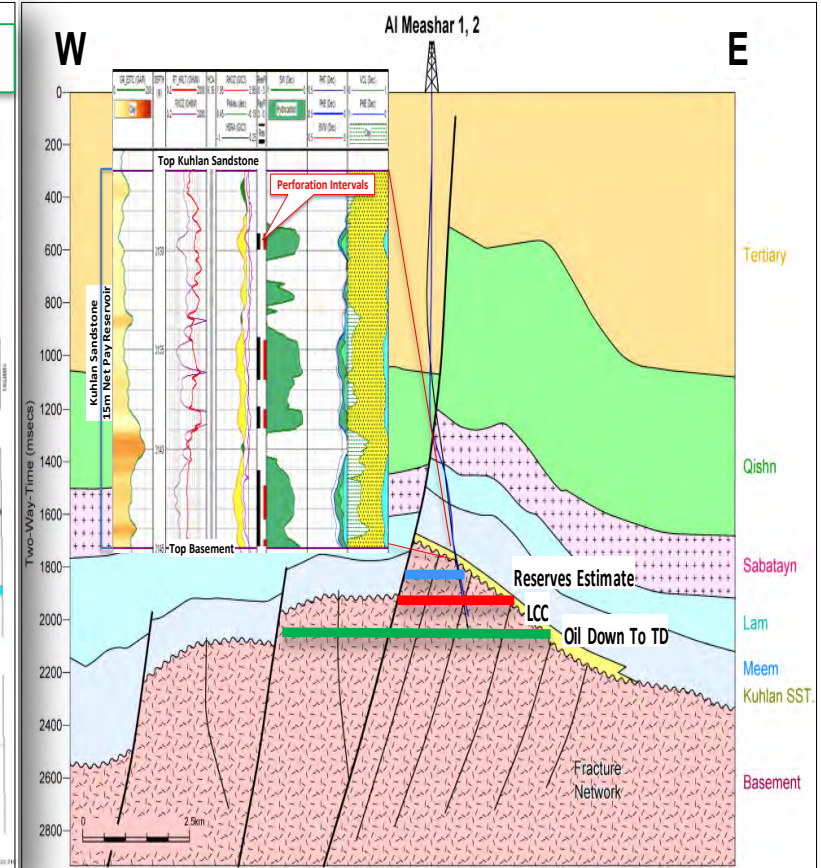 Al Meashar 1, 2
W
E
Top Kuhlan Sandstone
Perforation Intervals
Kuhlan Sandstone
15m Net Pay Reservoir
Top Basement
Two-Way-Time (msecs)
0
200
400
600
800
1000
1200
1400
1600
1800
2000
2200
2400
2600
2800
Tertiary
Qishn
Sabatayn
Lam
Meem
Kuhlan SST.
Basement
Reserves Estimate
LCC
Oil Down To TD
Fracture
Network
0
2.5km